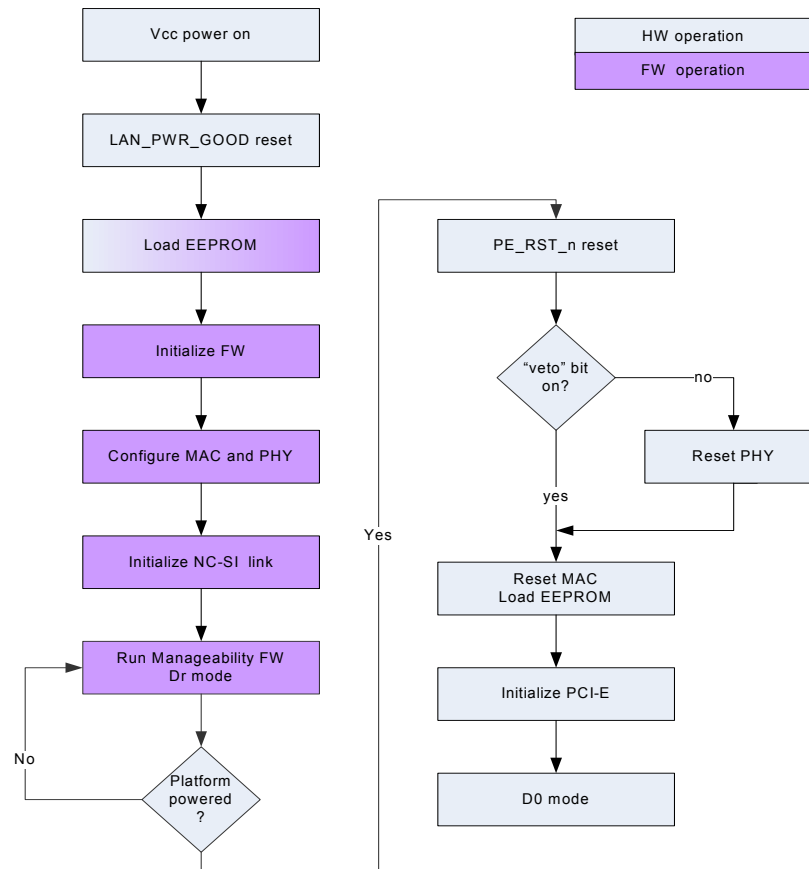 Vcc power on
HW operation
FW operation
LAN_PWR_GOOD reset
Load EEPROM
Initialize FW
Configure MAC and PHY
Initialize NC-SI link
Run Manageability FW
Dr mode
No
Platform
powered
?
Yes
PE_RST_n reset
“veto” bit
on?
no
Reset PHY
yes
Reset MAC
Load EEPROM
Initialize PCI-E
D0 mode